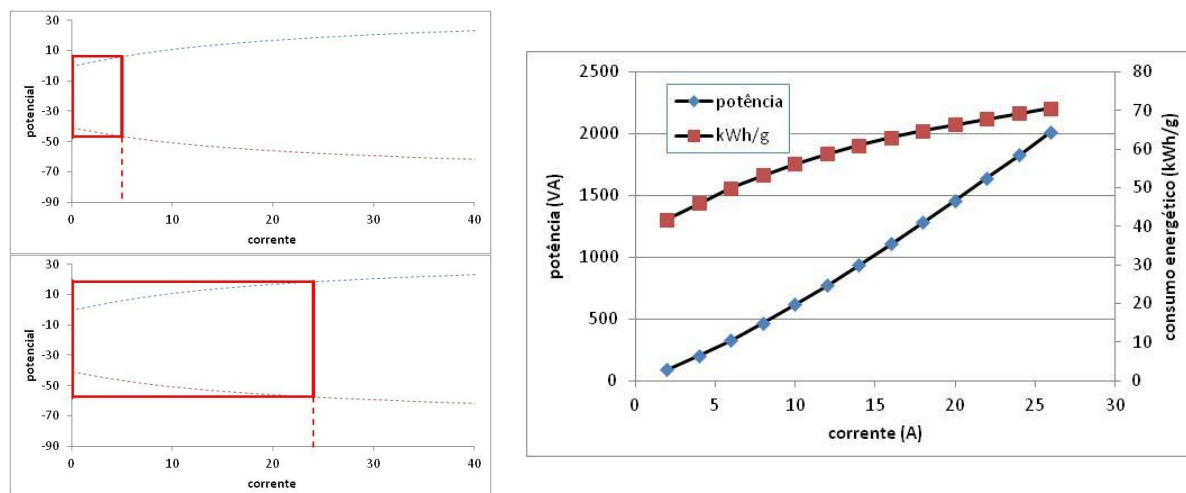 30
10
-10
-30
-50
-70
-90
potencial
0 10 20 30 40
corrente
30
10
-10
-30
-50
-70
-90
potencial
0 10 20 30 40
corrente
2500
2000
1500
1000
500
0
potência (VA)
potência
kWh/g
80
70
60
50
40
30
20
10
0
consumo energético (kWh/g)
0 5 10 15 20 25 30
corrente (A)